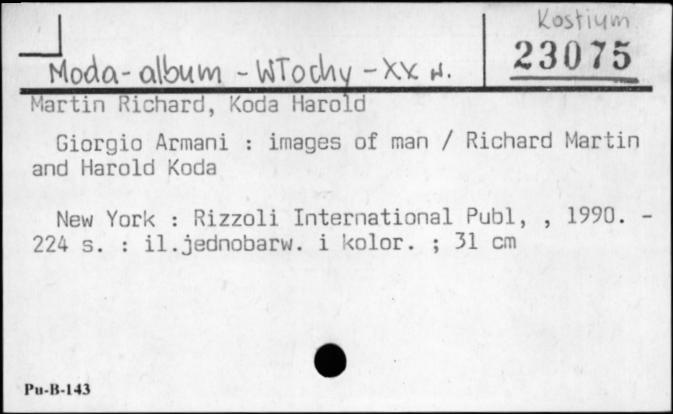 Kostium
23075
Moda-album - Włochy - XX w.
Martin Richard, Koda Harold
Giorgio Armani : images of man / Richard Martin
and Harold Koda
New York : Rizzoli International Publ, , 1990. -
224 s. : il.jednobarw. i kolor. ; 31 cm
Pu-B-143